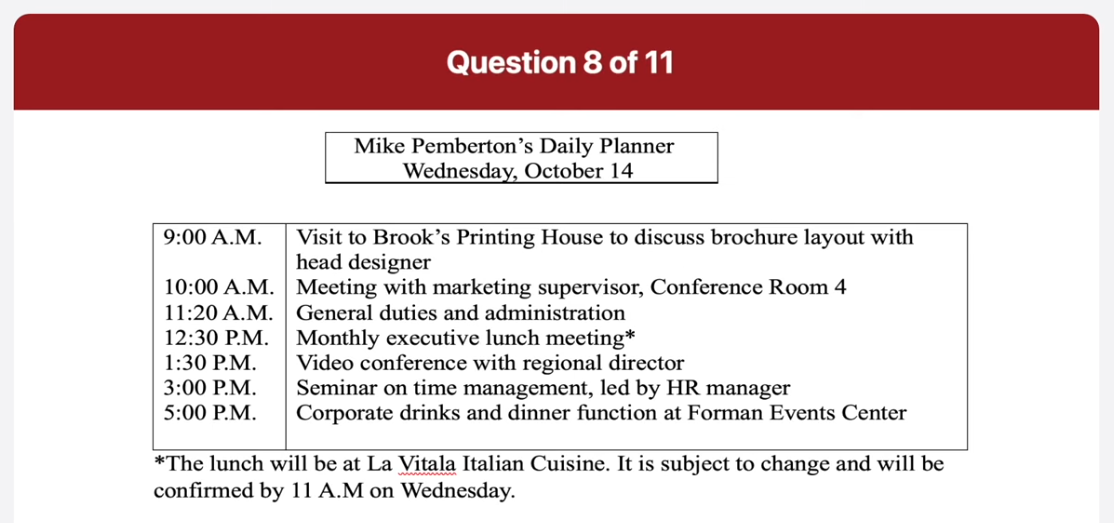 Question 8 of 11
Mike Pemberton's Daily Planner
Wednesday, October 14
9:00 A.M. Visit to Brook's Printing House to discuss brochure layout with
head designer
10:00 A.M. Meeting with marketing supervisor, Conference Room 4
11:20 A.M. General duties and administration
12:30 P.M. Monthly executive lunch meeting*
1:30 P.M. Video conference with regional director
3:00 P.M. Seminar on time management, led by HR manager
5:00 P.M. Corporate drinks and dinner function at Forman Events Center
*The lunch will be at La Vitala Italian Cuisine. It is subject to change and will be
confirmed by 11 A.M on Wednesday.